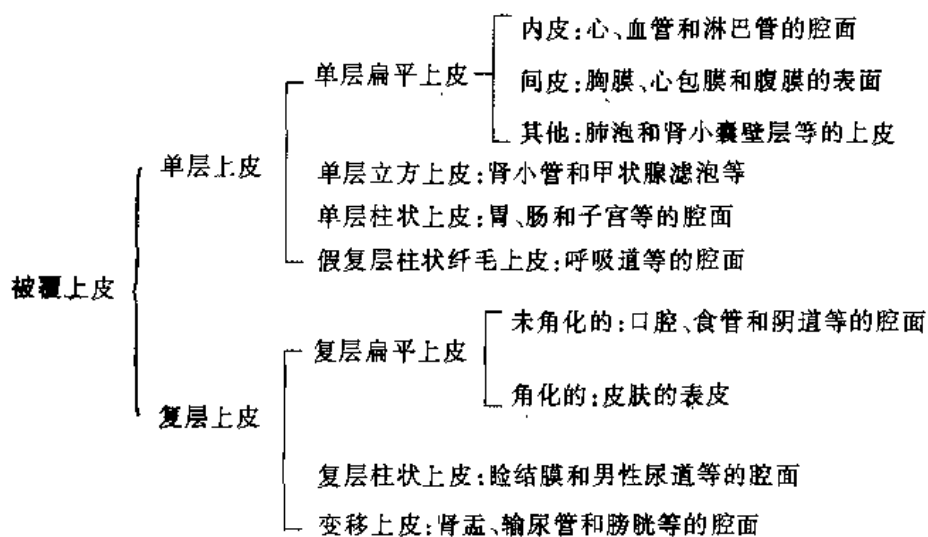 内皮:心、血管和淋巴管的腔面
单层扁平上皮
间皮:胸膜、心包膜和腹膜的表面
其他:肺泡和肾小囊壁层等的上皮
单层上皮
单层立方上皮:肾小管和甲状腺滤泡等
单层柱状上皮:胃、肠和子宫等的腔面
假复层柱状纤毛上皮:呼吸道等的腔面
被覆上皮
未角化的:口腔、食管和阴道等的腔面
复层扁平上皮
角化的:皮肤的表皮
复层上皮
复层柱状上皮:睑结膜和男性尿道等的腔面
变移上皮:肾盂、输尿管和膀胱等的腔面